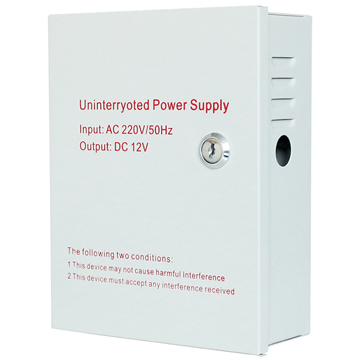 Uninterryoted Power Supply
Input: AC 220V/50Hz
Output: DC 12V
The following two conditions:
1 This device may not cause harmful Interference
2 This device must accept any interference received